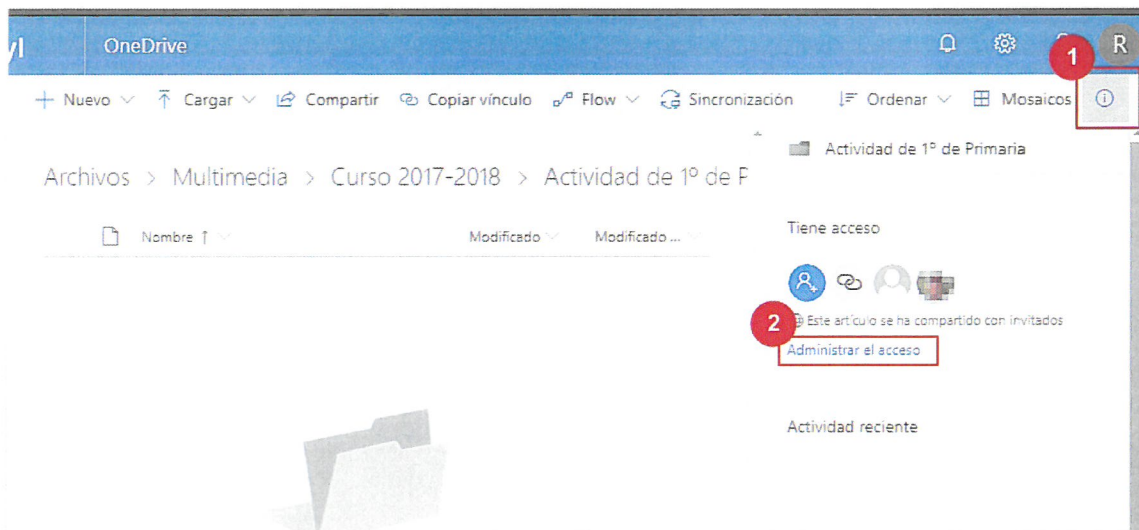 yl OneDrive 1 R
Nuevo Cargar Compartir Copiar vínculo Flow Sincronización Ordenar Mosaicos
Actividad de 1º de Primaria
Archivos > Multimedia > Curso 2017-2018 > Actividad de 1º de P
Nombre ↑ Modificado Modificado ...
Tiene acceso
2 Este artículo se ha compartido con invitados
Administrar el acceso
Actividad reciente